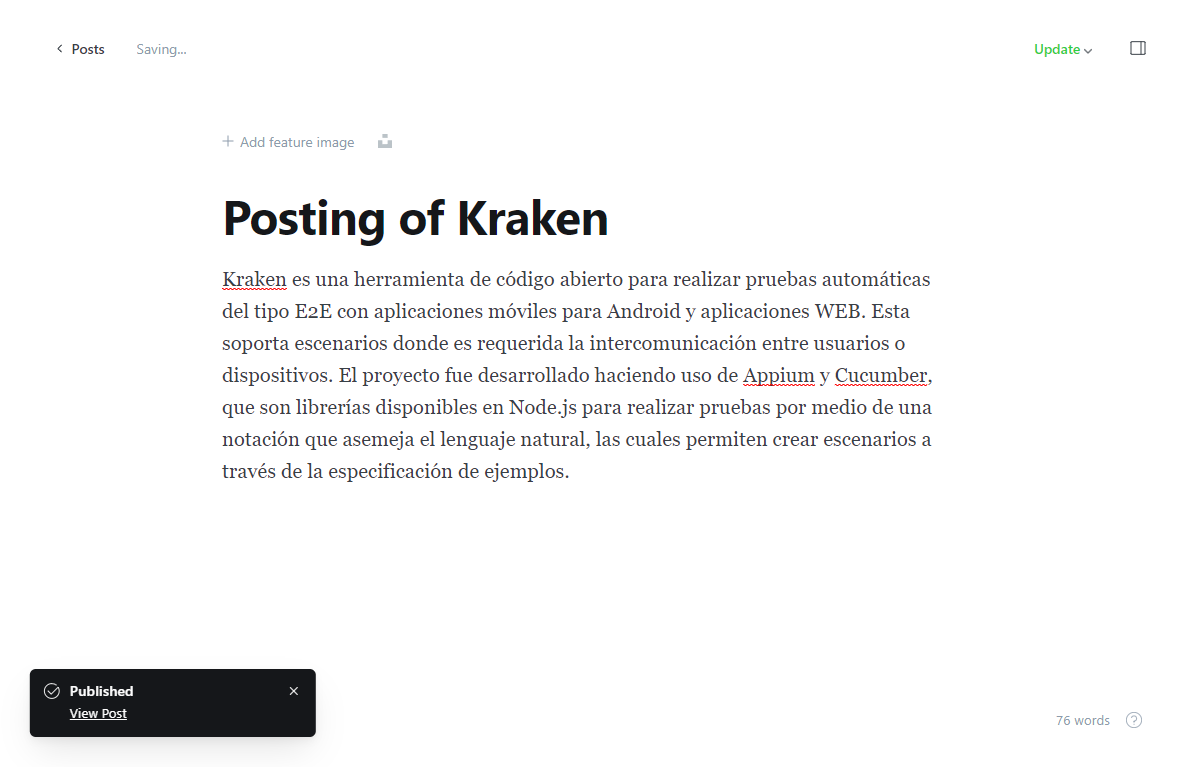 Posts Saving... Update
Add feature image
Posting of Kraken
Kraken es una herramienta de código abierto para realizar pruebas automáticas
del tipo E2E con aplicaciones móviles para Android y aplicaciones WEB. Esta
soporta escenarios donde es requerida la intercomunicación entre usuarios o
dispositivos. El proyecto fue desarrollado haciendo uso de Appium y Cucumber,
que son librerías disponibles en Node.js para realizar pruebas por medio de una
notación que asemeja el lenguaje natural, las cuales permiten crear escenarios a
través de la especificación de ejemplos.
Published
View Post
76 words